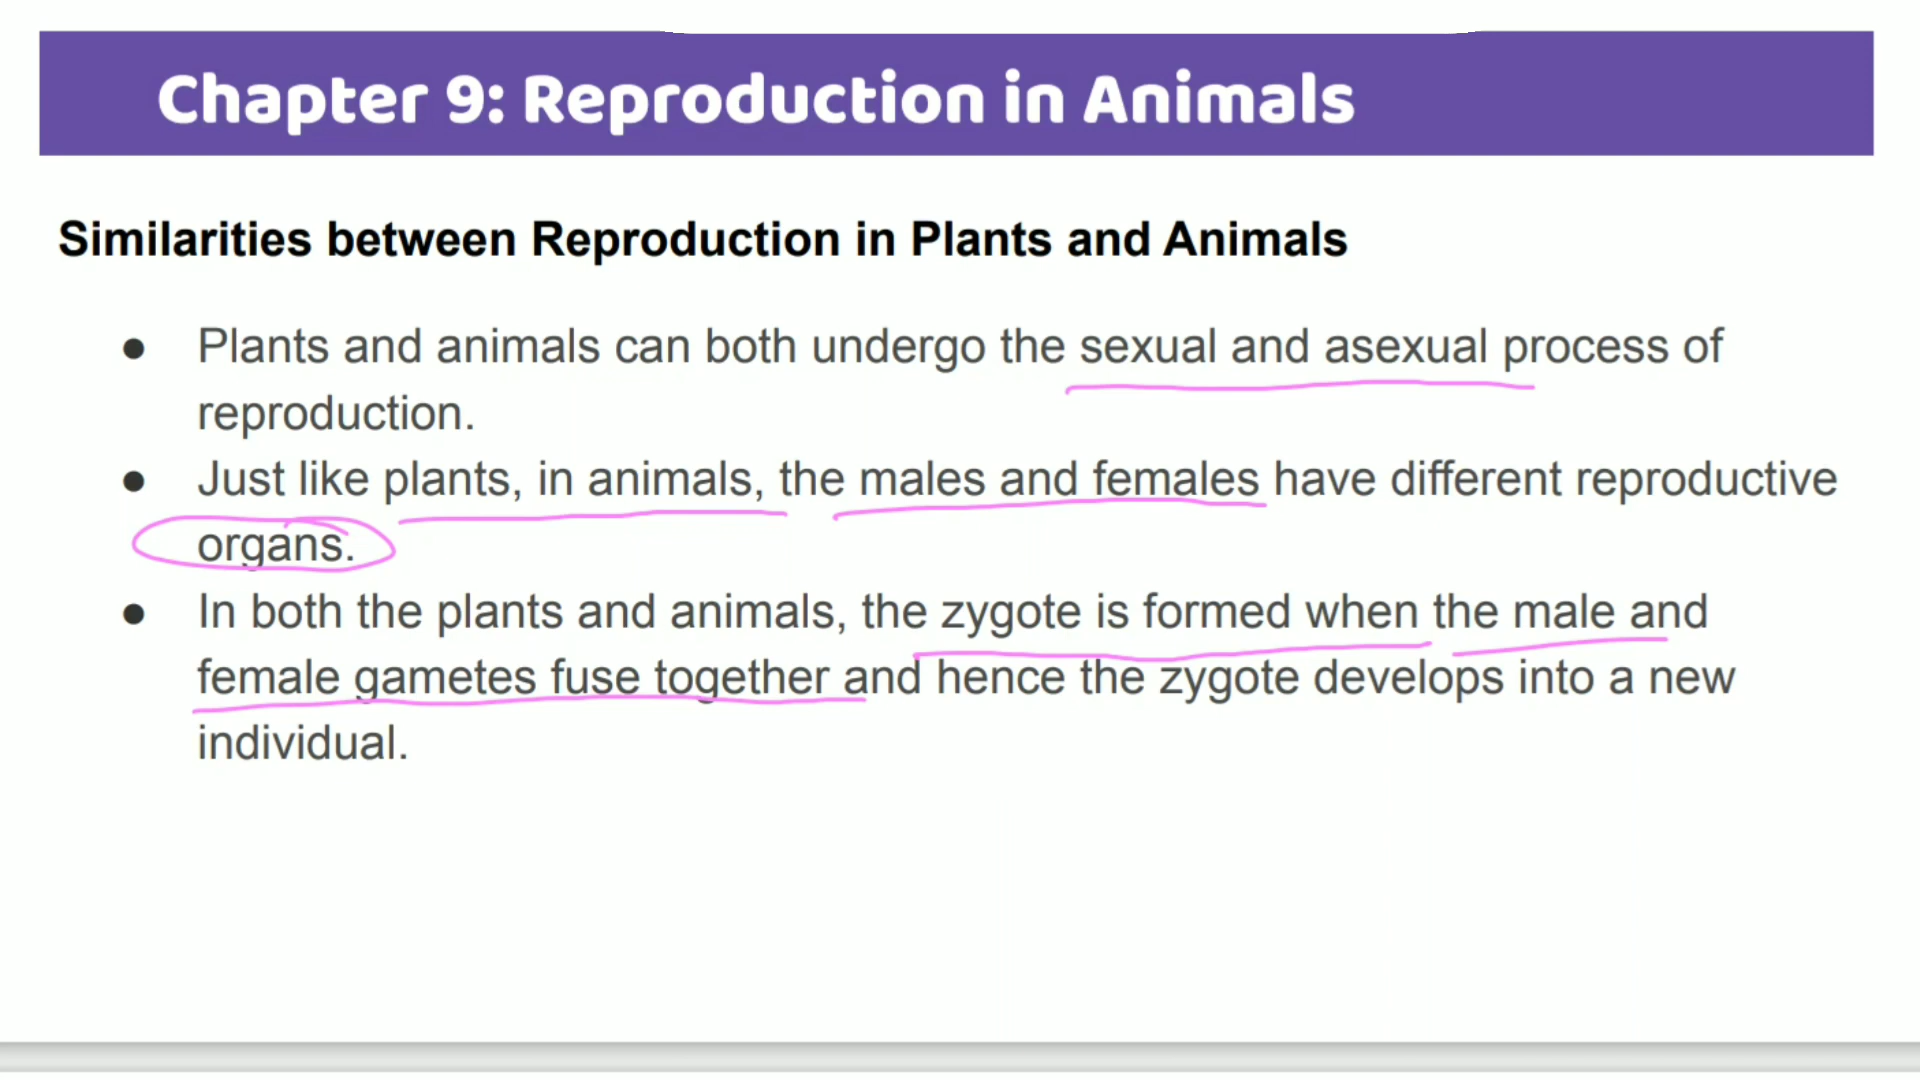 Chapter 9: Reproduction in Animals
Similarities between Reproduction in Plants and Animals
● Plants and animals can both undergo the sexual and asexual process of
reproduction.
● Just like plants, in animals, the males and females have different reproductive
organs.
● In both the plants and animals, the zygote is formed when the male and
female gametes fuse together and hence the zygote develops into a new
individual.